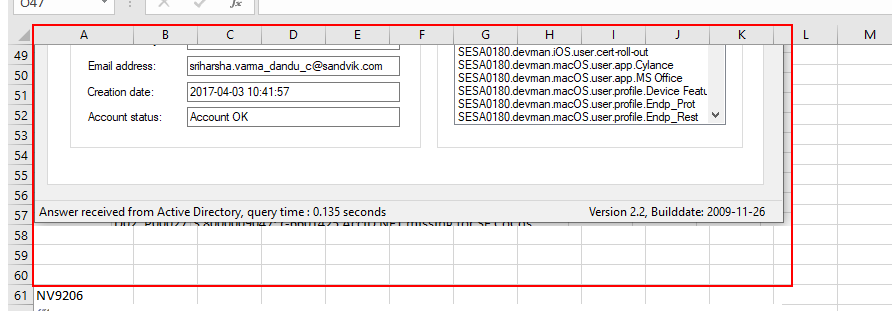 O47
fx
A B C D E F G H I J K L M
49 SESA0180.devman.iOS.user.cert-roll-out
50 Email address: sriharsha.varma_dandu_c@sandvik.com SESA0180.devman.macOS.user.app.Cylance
SESA0180.devman.macOS.user.app.MS Office
51 Creation date: 2017-04-03 10:41:57 SESA0180.devman.macOS.user.profile.Device Featu
SESA0180.devman.macOS.user.profile.Endp_Prot
52 Account status: Account OK SESA0180.devman.macOS.user.profile.Endp_Rest
53
54
55
56
57 Answer received from Active Directory, query time : 0.135 seconds Version 2.2, Builddate: 2009-11-26
58
59
60
61 NV9206